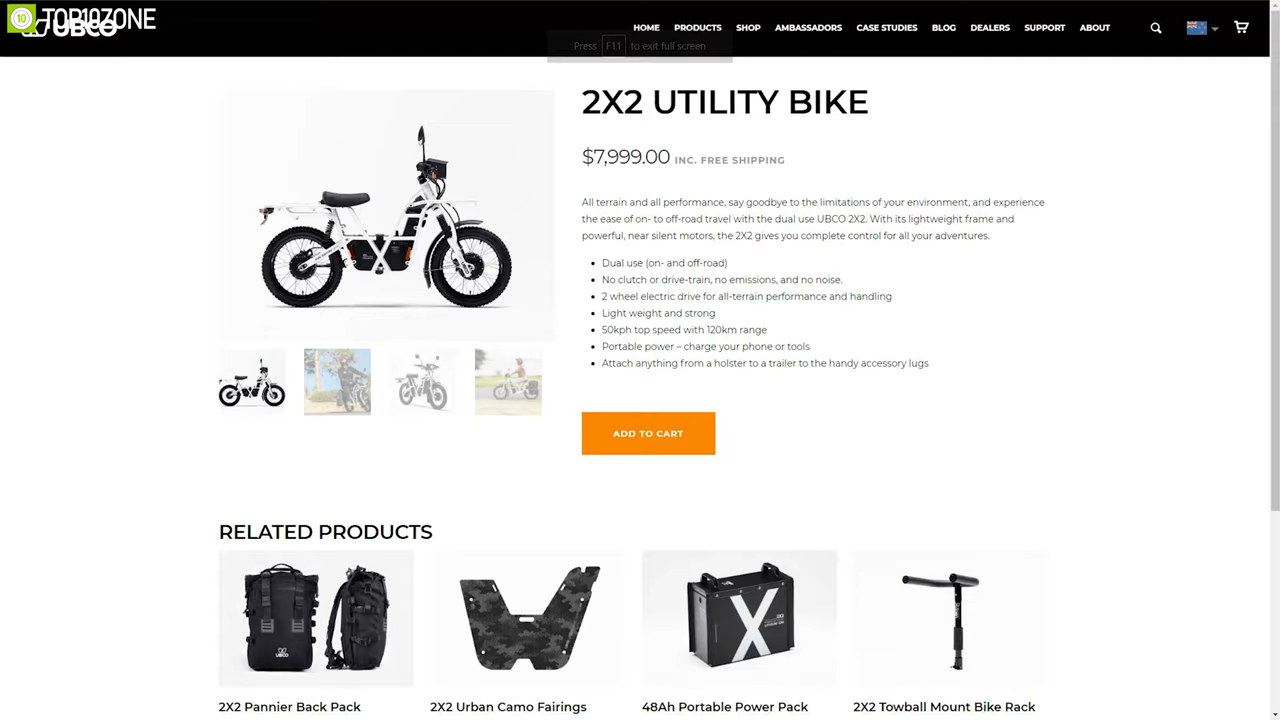 10 TOP10ZONE
UBCO
HOME PRODUCTS SHOP AMBASSADORS CASE STUDIES BLOG DEALERS SUPPORT ABOUT
Press F11 to exit full screen
2X2 UTILITY BIKE
$7,999.00 INC. FREE SHIPPING
All terrain and all performance, say goodbye to the limitations of your environment, and experience
the ease of on- to off-road travel with the dual use UBCO 2X2. With its lightweight frame and
powerful, near silent motors, the 2X2 gives you complete control for all your adventures.
• Dual use (on- and off-road)
• No clutch or drive-train, no emissions, and no noise.
• 2 wheel electric drive for all-terrain performance and handling
• Light weight and strong
• 50kph top speed with 120km range
• Portable power – charge your phone or tools
• Attach anything from a holster to a trailer to the handy accessory lugs
ADD TO CART
RELATED PRODUCTS
UBCO
X
2X2 Pannier Back Pack
2X2 Urban Camo Fairings
48Ah Portable Power Pack
2X2 Towball Mount Bike Rack